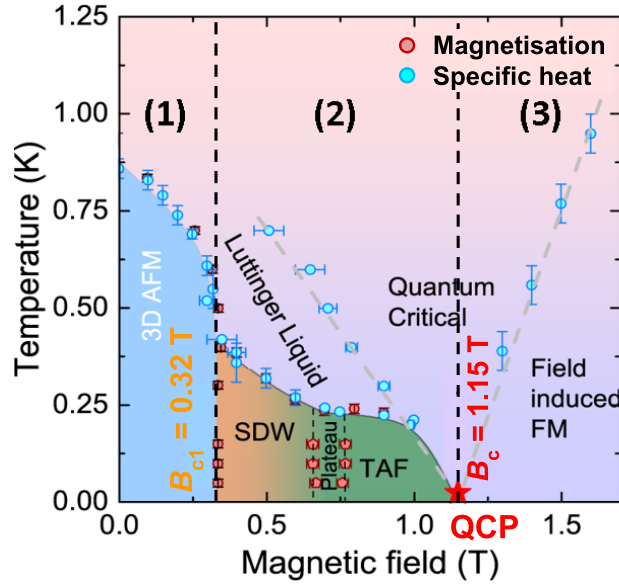 Magnetisation
Specific heat
(1)
(2)
(3)
1.25
1.00
0.75
0.50
0.25
0.00
Temperature (K)
3D AFM
B_c1 = 0.32 T
Luttinger Liquid
Quantum
Critical
SDW
Plateau
TAF
B_c = 1.15 T
Field
induced
FM
QCP
0.0
0.5
1.0
1.5
Magnetic field (T)